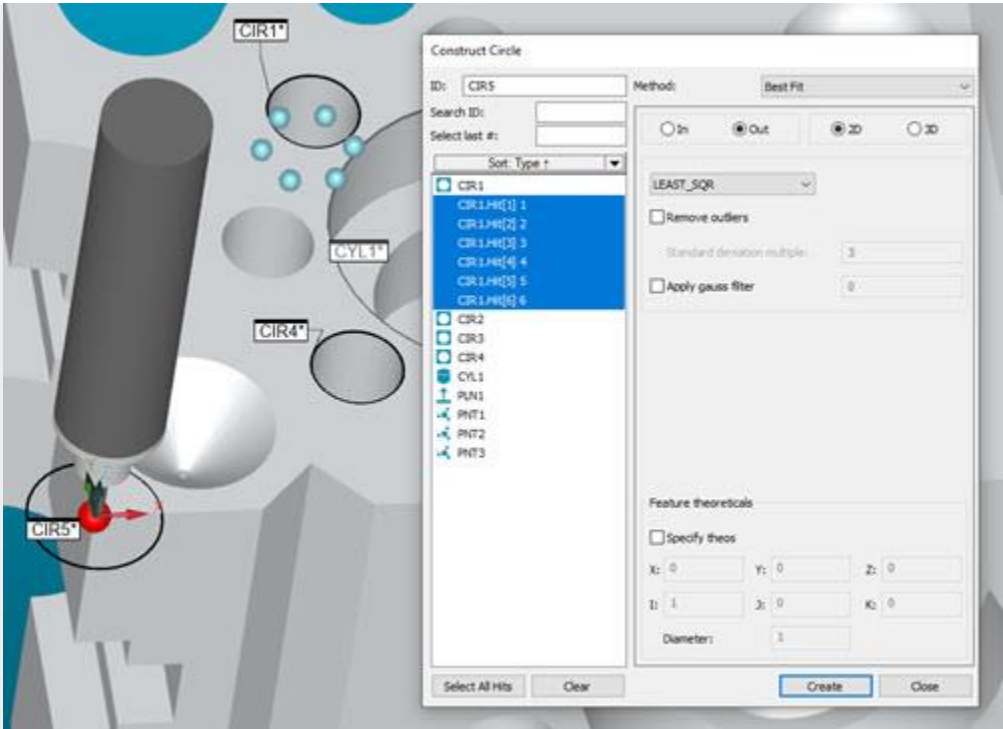 CIR1*
CYL1*
CIR4*
CIR5*
Construct Circle
ID: CIR5
Search ID:
Select last #:
Sort: Type ↑
CIR1
CIR1.Hit[1] 1
CIR1.Hit[2] 2
CIR1.Hit[3] 3
CIR1.Hit[4] 4
CIR1.Hit[5] 5
CIR1.Hit[6] 6
CIR2
CIR3
CIR4
CYL1
PLN1
PNT1
PNT2
PNT3
Select All Hits Clear
Method: Best Fit
In Out 2D 3D
LEAST_SQR
Remove outliers
Standard deviation multiple: 3
Apply gauss filter 0
Feature theoreticals
Specify theos
X: 0 Y: 0 Z: 0
I: 1 J: 0 K: 0
Diameter: 1
Create Close